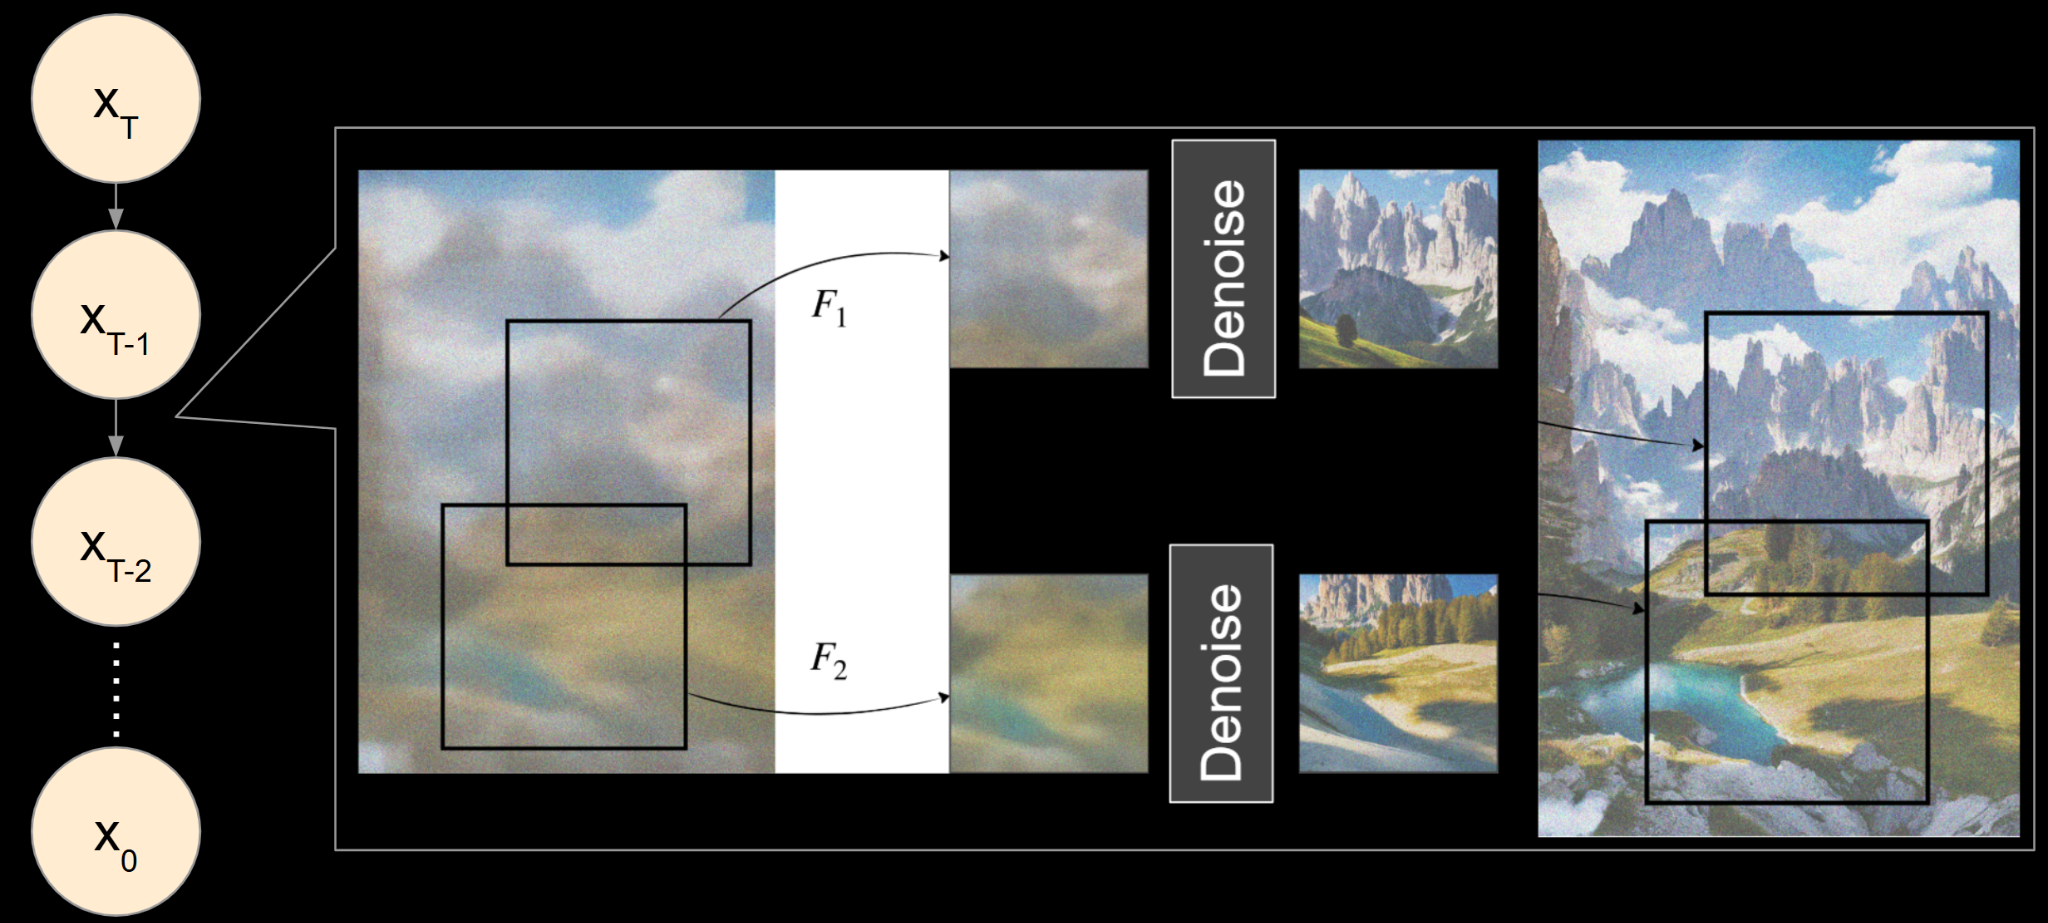 x_T
x_T-1
x_T-2
x_0
F_1
F_2
Denoise
Denoise